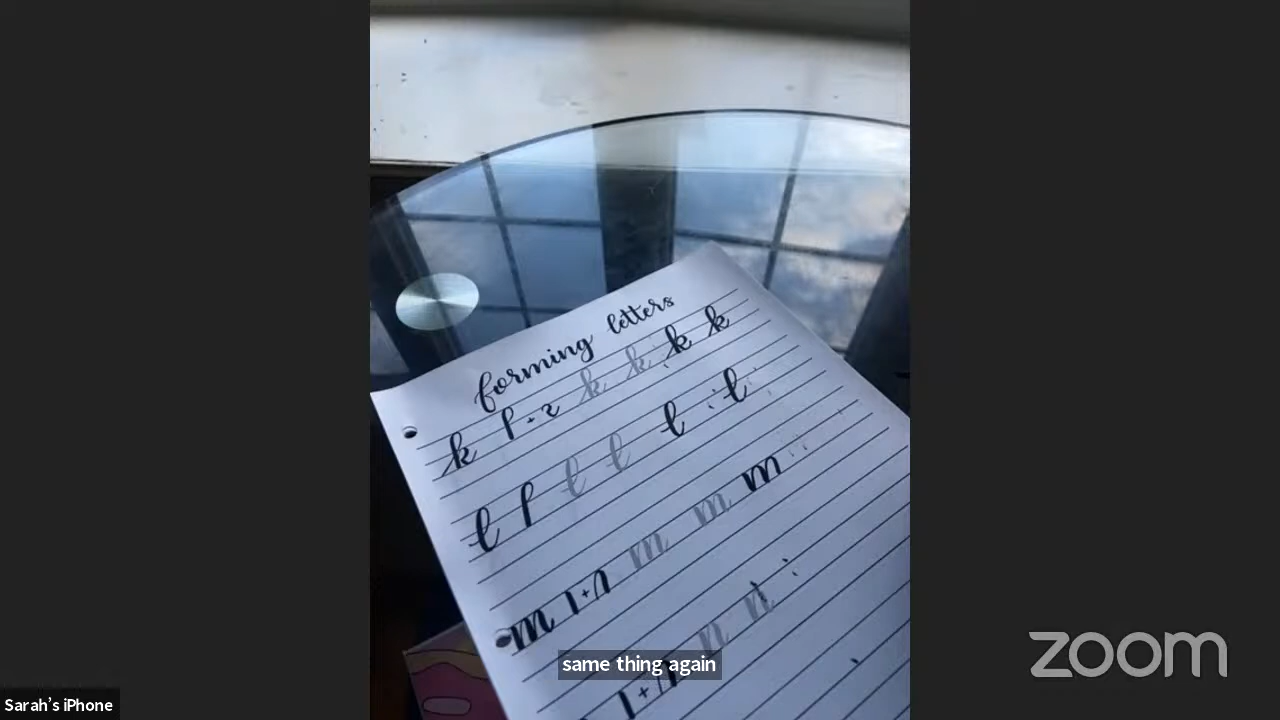 forming letters
k k k k k
l l l l l
m m m m
n n
same thing again
zoom
Sarah's iPhone